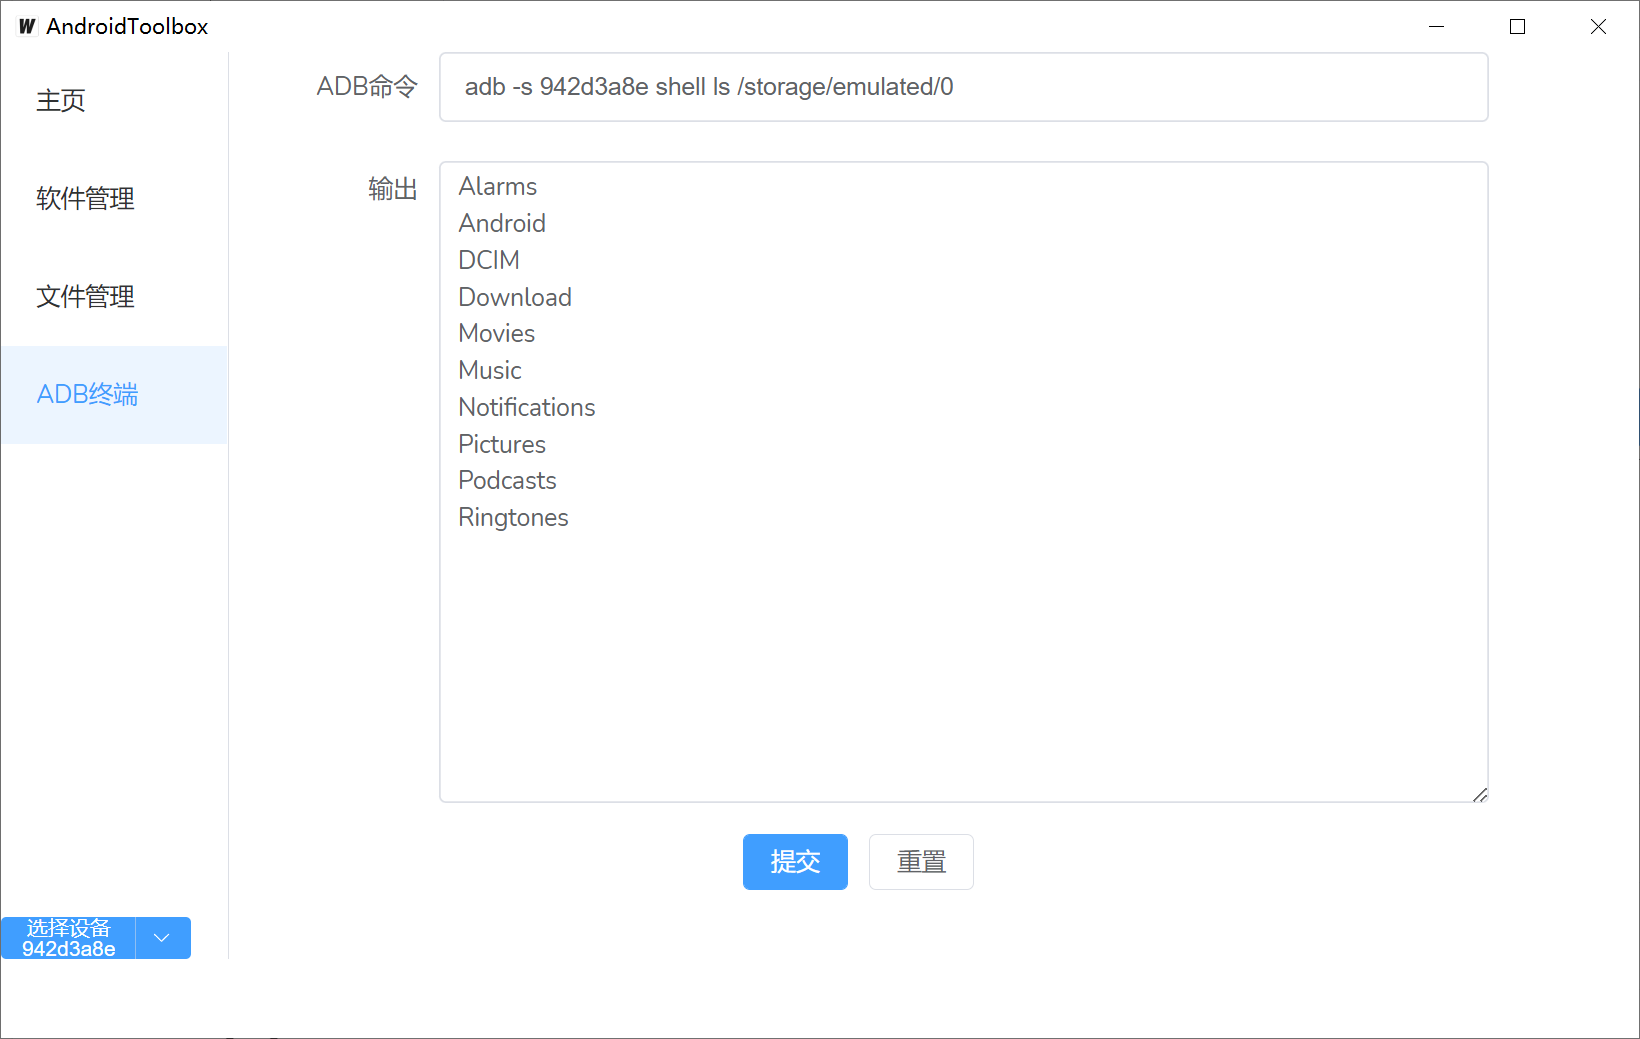 W AndroidToolbox
主页
软件管理
文件管理
ADB终端
ADB命令
adb -s 942d3a8e shell ls /storage/emulated/0
输出
Alarms
Android
DCIM
Download
Movies
Music
Notifications
Pictures
Podcasts
Ringtones
提交
重置
选择设备
942d3a8e